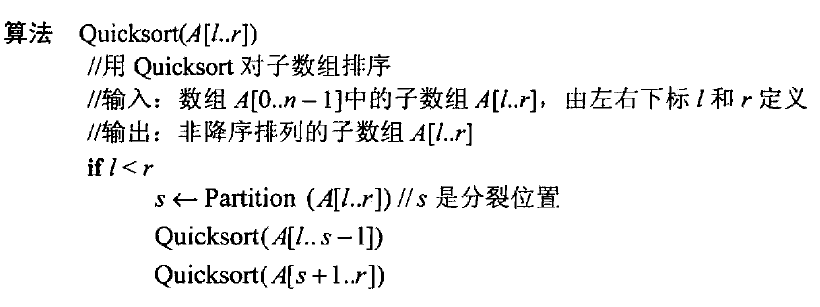 算法 Quicksort(A[l..r])
//用 Quicksort 对子数组排序
//输入：数组 A[0..n－1]中的子数组 A[l..r]，由左右下标 l 和 r 定义
//输出：非降序排列的子数组 A[l..r]
if l < r
s ← Partition (A[l..r]) // s 是分裂位置
Quicksort(A[l..s－1])
Quicksort(A[s＋1..r])